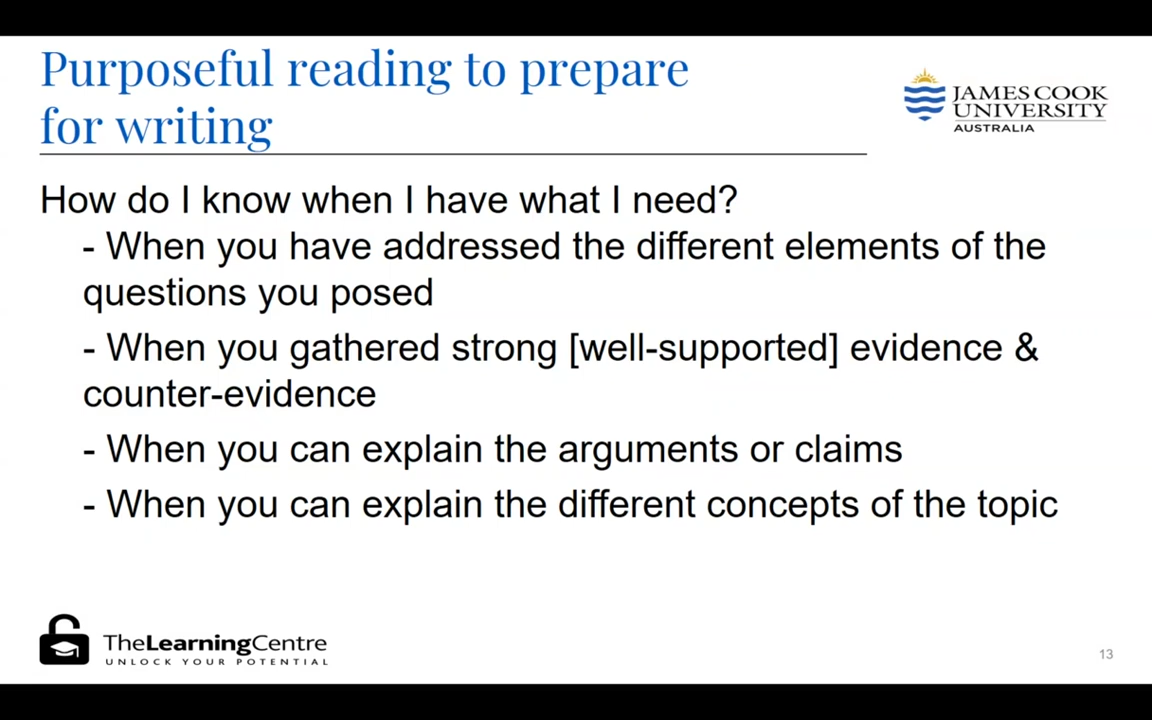 Purposeful reading to prepare
for writing
JAMES COOK
UNIVERSITY
AUSTRALIA
How do I know when I have what I need?
- When you have addressed the different elements of the
questions you posed
- When you gathered strong [well-supported] evidence &
counter-evidence
- When you can explain the arguments or claims
- When you can explain the different concepts of the topic
TheLearningCentre
UNLOCK YOUR POTENTIAL
13